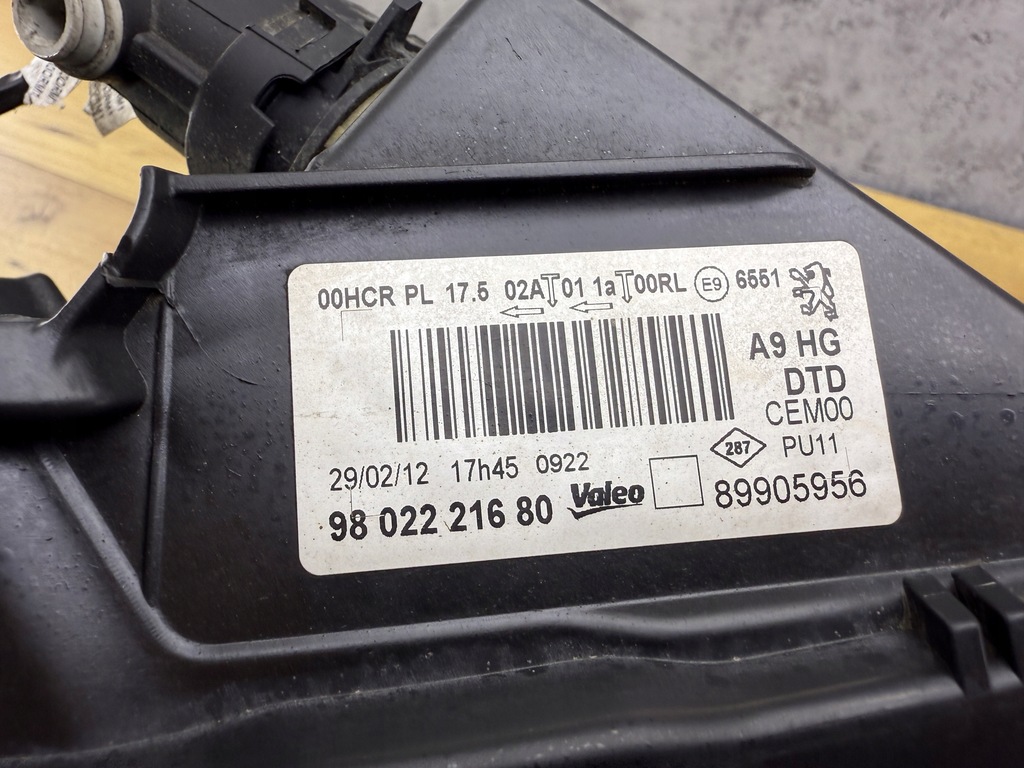 00HCR PL 17.5 02A 01 1a 00RL E9 6551
A9 HG
DTD
CEM00
287 PU11
29/02/12 17h45 0922
98 022 216 80 Valeo 89905956